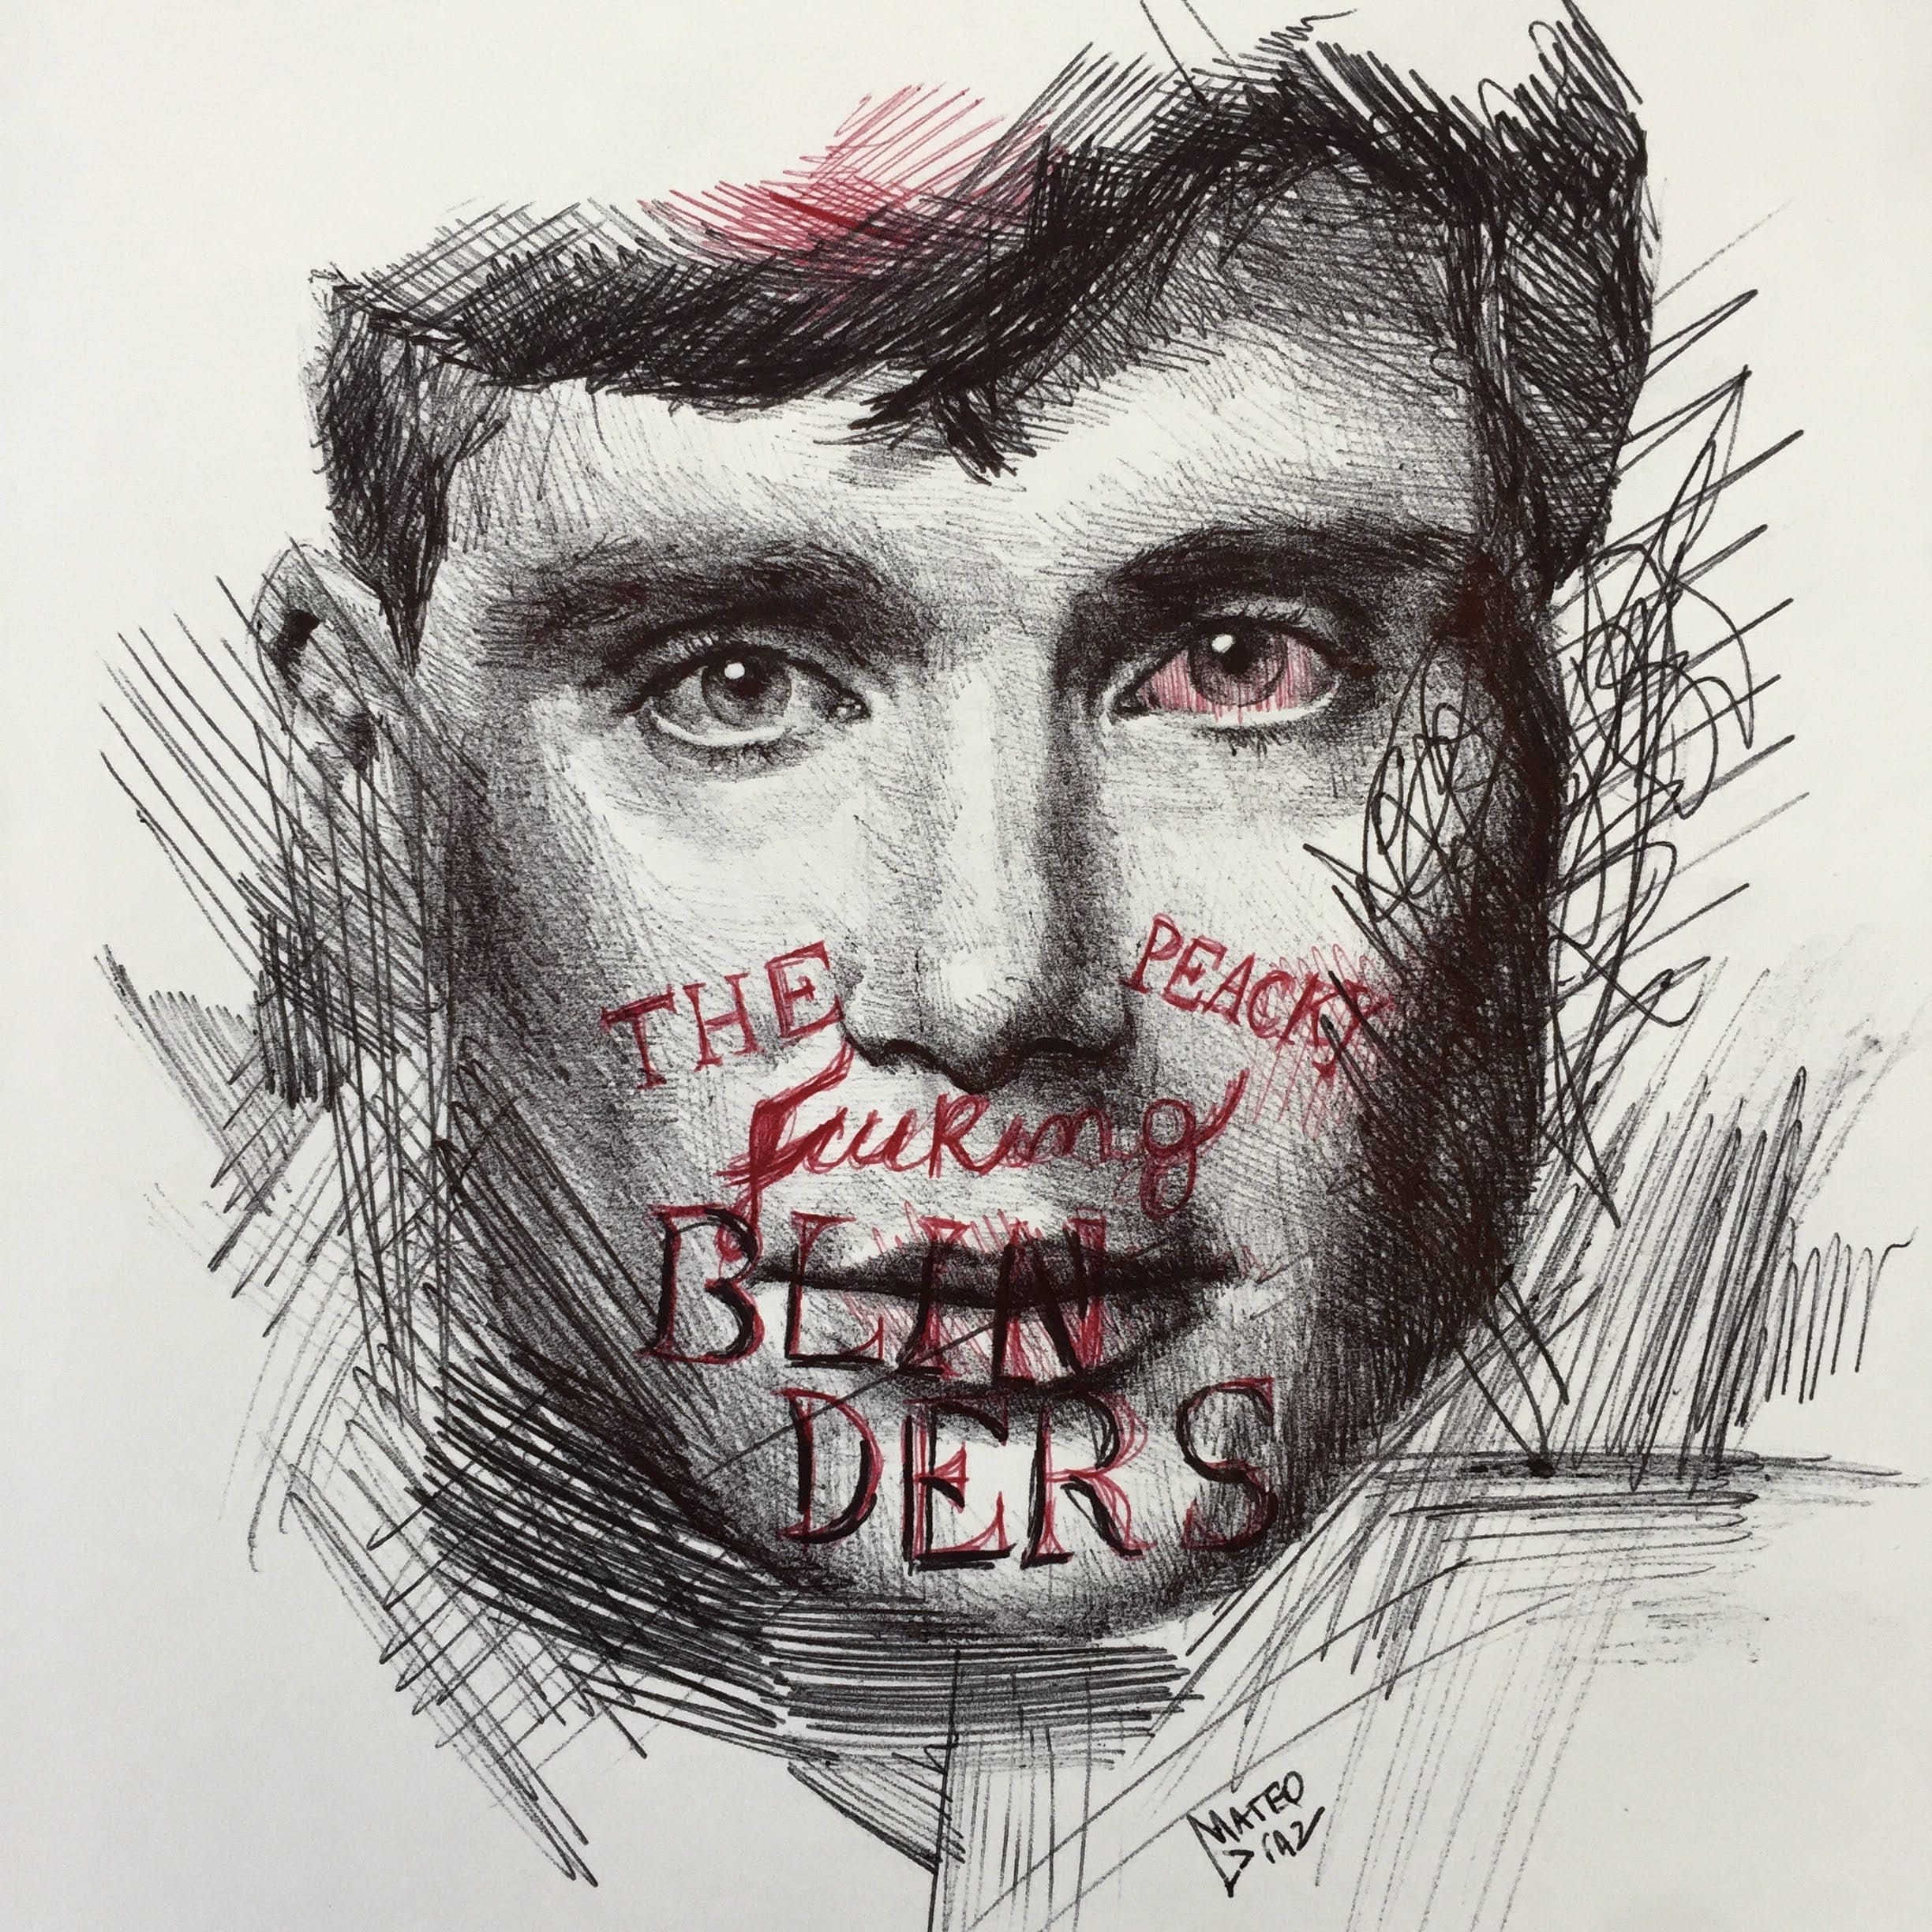 THE PEACKY
Fucking
BLIN
DERS
MATEO
DIAZ